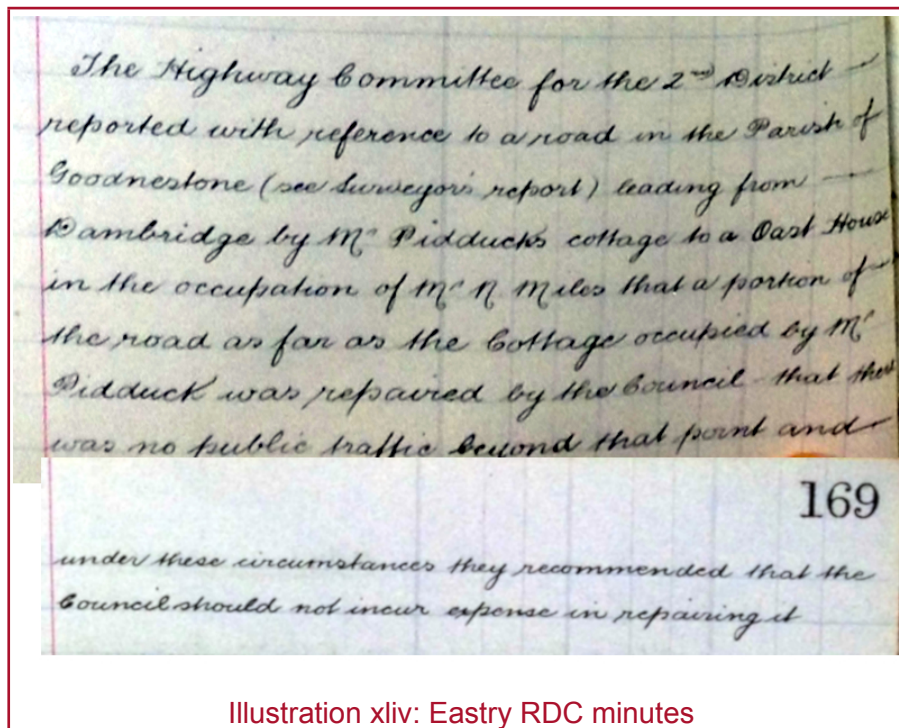 The Highway Committee for the 2nd District —
reported with reference to a road in the Parish of
Goodnestone (see Surveyor's report) leading from —
Dambridge by Mr Pidduck's cottage to a Oast House
in the occupation of Mr N Miles that a portion of —
the road as far as the Cottage occupied by Mr
Pidduck was repaired by the Council - that there
was no public traffic beyond that point and —
169
under these circumstances they recommended that the
Council should not incur expense in repairing it
Illustration xliv: Eastry RDC minutes